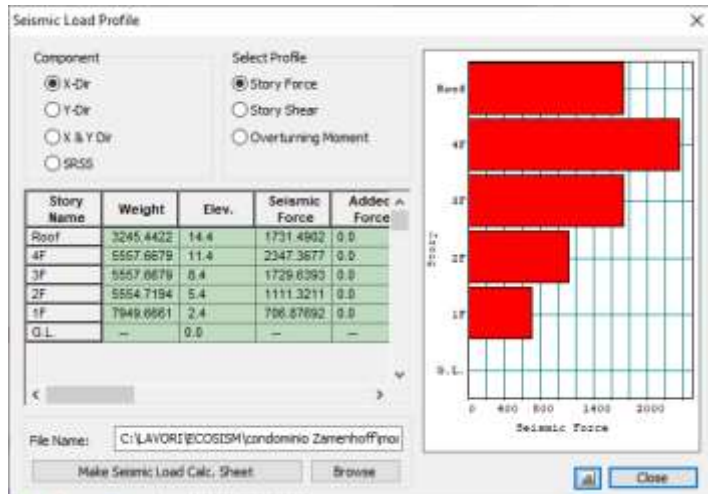 Seismic Load Profile
Component
X-Dir
Y-Dir
X & Y Dir
SRSS
Select Profile
Story Force
Story Shear
Overturning Moment
Story Name Weight Elev. Seismic Force Added Force
Roof 3245.4422 14.4 1731.4902 0.0
4F 5557.6679 11.4 2347.3677 0.0
3F 5557.6679 8.4 1729.6393 0.0
2F 5554.7194 5.4 1111.3211 0.0
1F 7949.6661 2.4 706.87692 0.0
G.L. -- 0.0 -- --
File Name: C:\LAVORI\ECOSISM\condominio Zamenhoff\mo
Make Seismic Load Calc. Sheet
Browse
Roof
4F
3F
2F
1F
G.L.
Story
0 400 800 1400 2000
Seismic Force
Close